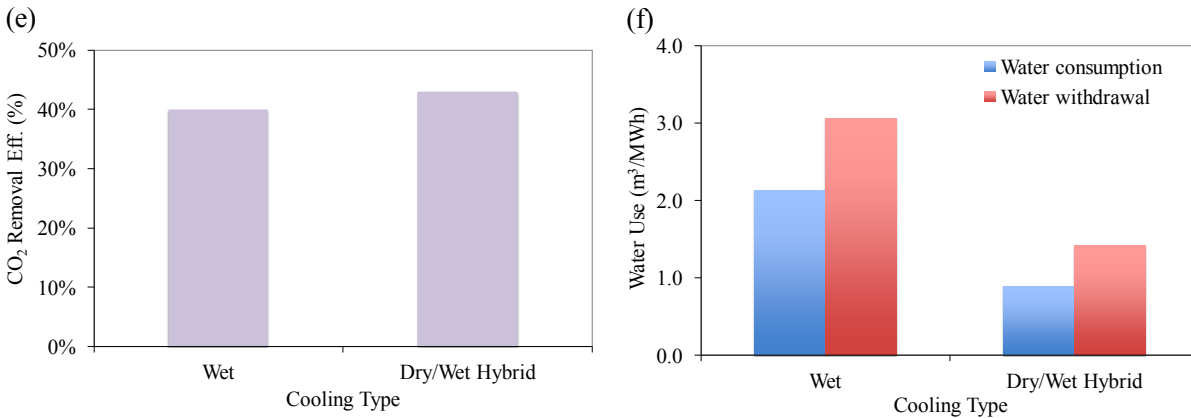 (e)
50%
40%
30%
20%
10%
0%
CO₂ Removal Eff. (%)
Wet
Dry/Wet Hybrid
Cooling Type
(f)
4.0
3.0
2.0
1.0
0.0
Water Use (m³/MWh)
Water consumption
Water withdrawal
Wet
Dry/Wet Hybrid
Cooling Type